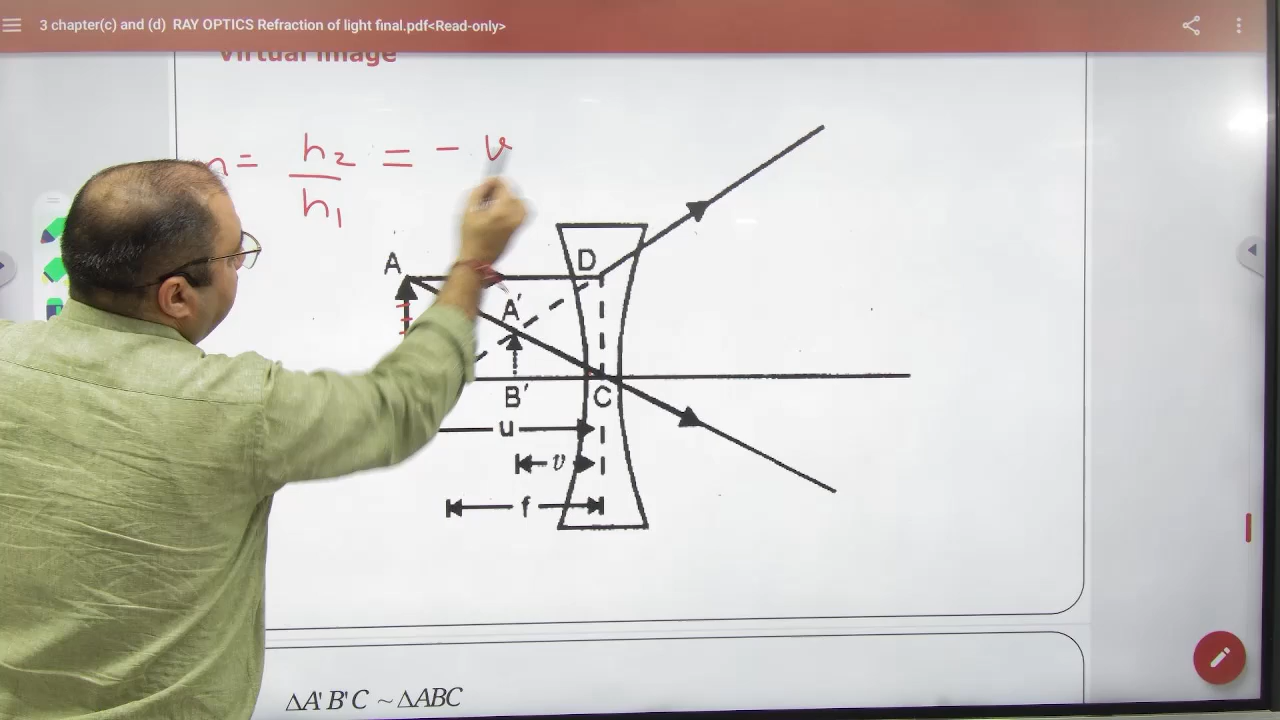 3 chapter(c) and (d) RAY OPTICS Refraction of light final.pdf<Read-only>
Virtual Image
= h₂ = - v
h₁
A D
A'
B' C
u
v
f
ΔA'B'C ~ ΔABC